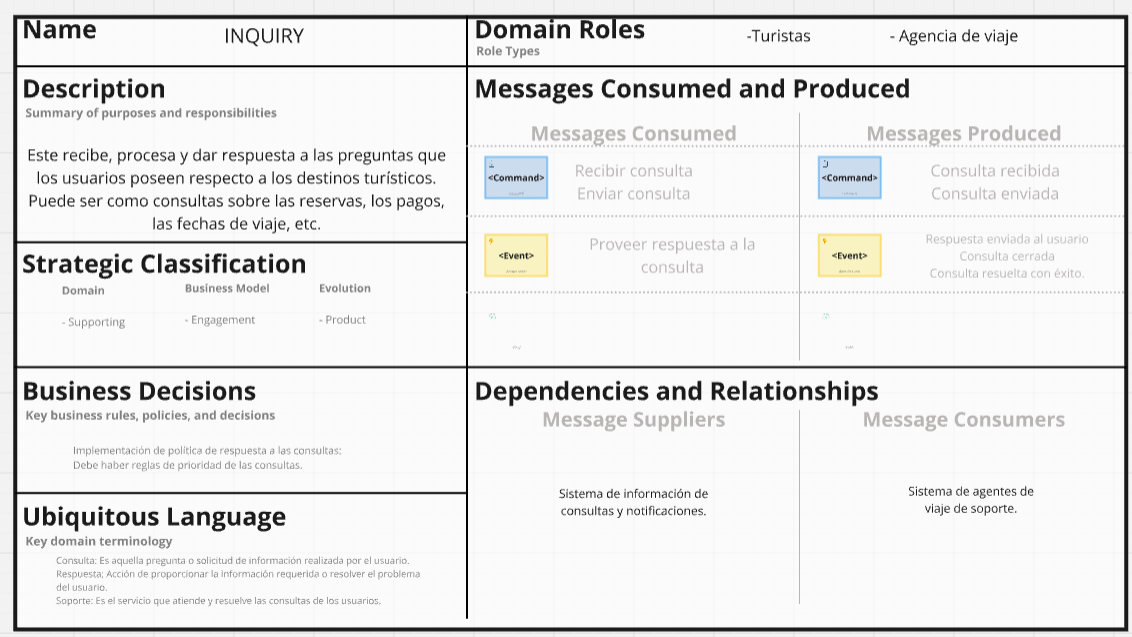 Name
INQUIRY
Domain Roles
Role Types
-Turistas
- Agencia de viaje
Description
Summary of purposes and responsibilities
Este recibe, procesa y dar respuesta a las preguntas que
los usuarios poseen respecto a los destinos turísticos.
Puede ser como consultas sobre las reservas, los pagos,
las fechas de viaje, etc.
Strategic Classification
Domain
Business Model
Evolution
- Supporting
- Engagement
- Product
Business Decisions
Key business rules, policies, and decisions
Implementación de política de respuesta a las consultas:
Debe haber reglas de prioridad de las consultas.
Ubiquitous Language
Key domain terminology
Consulta: Es aquella pregunta o solicitud de información realizada por el usuario.
Respuesta; Acción de proporcionar la información requerida o resolver el problema
del usuario.
Soporte: Es el servicio que atiende y resuelve las consultas de los usuarios.
Messages Consumed and Produced
Messages Consumed
Messages Produced
<Command>
Recibir consulta
Enviar consulta
<Command>
Consulta recibida
Consulta enviada
<Event>
Proveer respuesta a la
consulta
<Event>
Respuesta enviada al usuario
Consulta cerrada
Consulta resuelta con éxito.
Dependencies and Relationships
Message Suppliers
Message Consumers
Sistema de información de
consultas y notificaciones.
Sistema de agentes de
viaje de soporte.